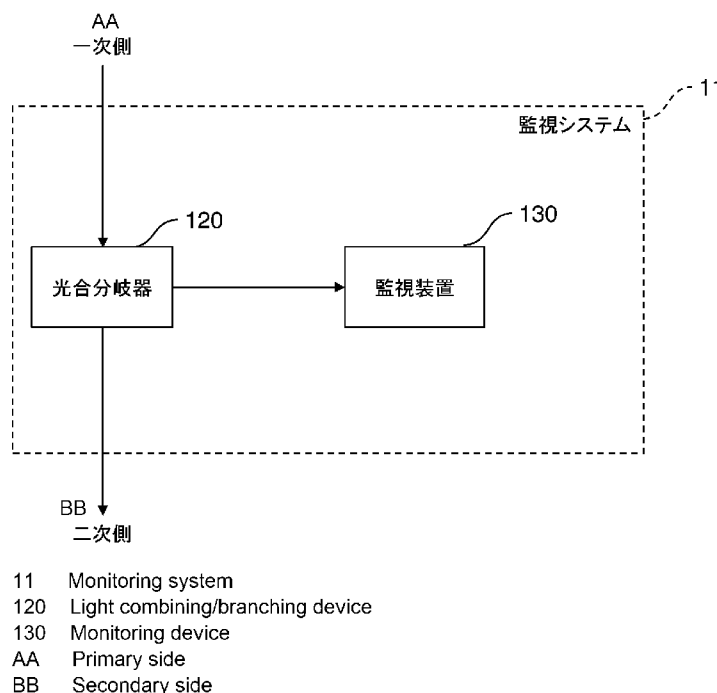 AA
一次側
11
監視システム
120
130
光合分岐器
監視装置
BB
二次側
11 Monitoring system
120 Light combining/branching device
130 Monitoring device
AA Primary side
BB Secondary side